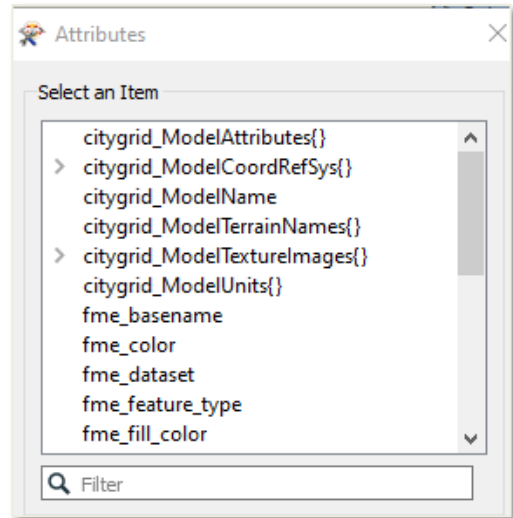 Attributes
Select an Item
citygrid_ModelAttributes{}
citygrid_ModelCoordRefSys{}
citygrid_ModelName
citygrid_ModelTerrainNames{}
citygrid_ModelTextureImages{}
citygrid_ModelUnits{}
fme_basename
fme_color
fme_dataset
fme_feature_type
fme_fill_color
Filter